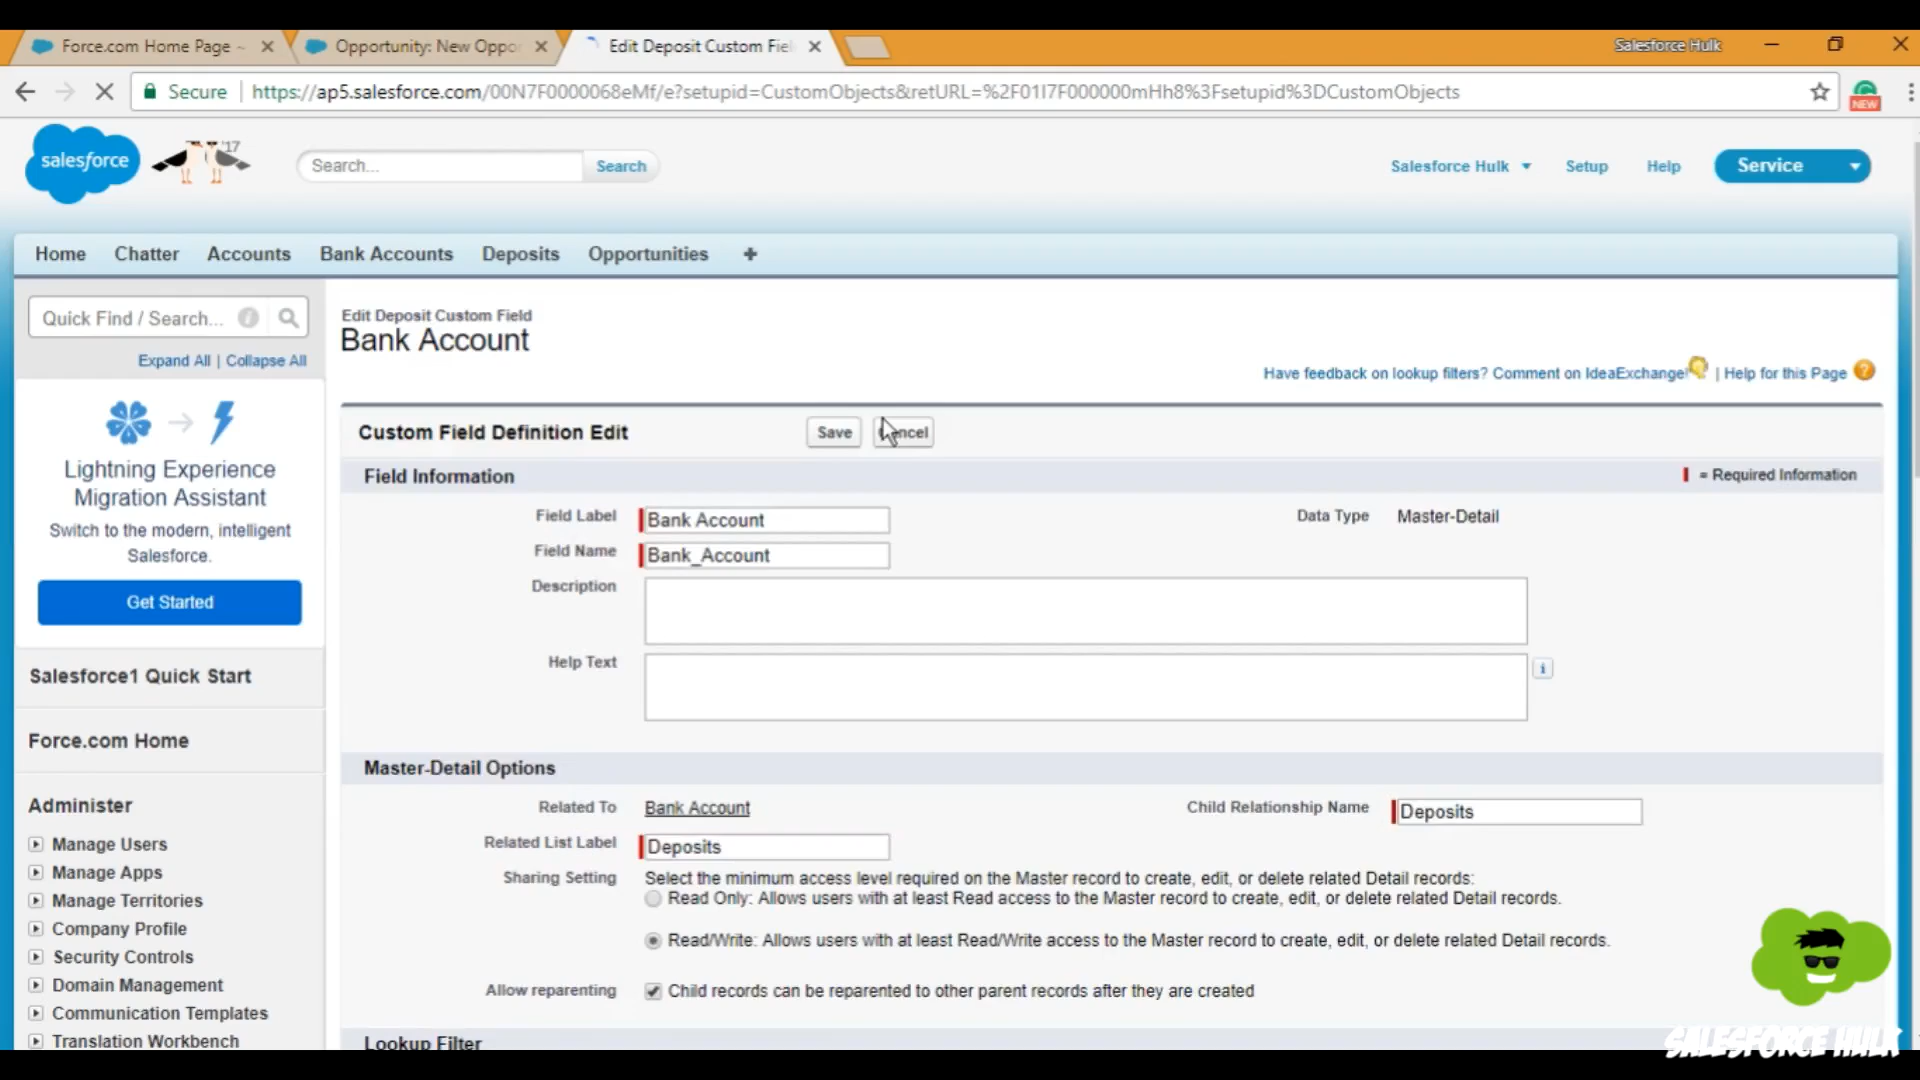 Force.com Home Page ~
Opportunity: New Oppo
Edit Deposit Custom Fie
Salesforce Hulk
Secure
https://ap5.salesforce.com/00N7F0000068eMf/e?setupid=CustomObjects&retURL=%2F01I7F000000mHh8%3Fsetupid%3DCustomObjects
NEW
salesforce
'17
Search...
Search
Salesforce Hulk
Setup
Help
Service
Home
Chatter
Accounts
Bank Accounts
Deposits
Opportunities
+
Quick Find / Search...
Expand All | Collapse All
Lightning Experience
Migration Assistant
Switch to the modern, intelligent
Salesforce.
Get Started
Salesforce1 Quick Start
Force.com Home
Administer
Manage Users
Manage Apps
Manage Territories
Company Profile
Security Controls
Domain Management
Communication Templates
Translation Workbench
Edit Deposit Custom Field
Bank Account
Have feedback on lookup filters? Comment on IdeaExchange! | Help for this Page ?
Custom Field Definition Edit
Save
Cancel
Field Information
= Required Information
Field Label
Bank Account
Data Type
Master-Detail
Field Name
Bank_Account
Description
Help Text
i
Master-Detail Options
Related To
Bank Account
Child Relationship Name
Deposits
Related List Label
Deposits
Sharing Setting
Select the minimum access level required on the Master record to create, edit, or delete related Detail records:
Read Only: Allows users with at least Read access to the Master record to create, edit, or delete related Detail records.
Read/Write: Allows users with at least Read/Write access to the Master record to create, edit, or delete related Detail records.
Allow reparenting
Child records can be reparented to other parent records after they are created
Lookup Filter
SALESFORCE HULK